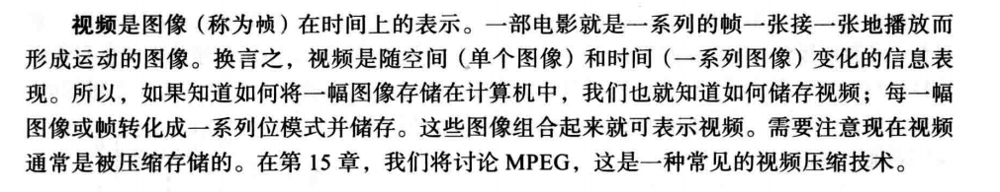 视频是图像（称为帧）在时间上的表示。一部电影就是一系列的帧一张接一张地播放而
形成运动的图像。换言之，视频是随空间（单个图像）和时间（一系列图像）变化的信息表
现。所以，如果知道如何将一幅图像存储在计算机中，我们也就知道如何储存视频；每一幅
图像或帧转化成一系列位模式并储存。这些图像组合起来就可表示视频。需要注意现在视频
通常是被压缩存储的。在第 15 章，我们将讨论 MPEG，这是一种常见的视频压缩技术。